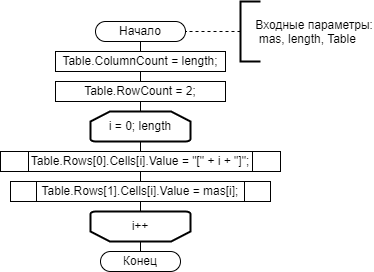 Начало
Входные параметры:
mas, length, Table
Table.ColumnCount = length;
Table.RowCount = 2;
i = 0; length
Table.Rows[0].Cells[i].Value = "[" + i + "]";
Table.Rows[1].Cells[i].Value = mas[i];
i++
Конец